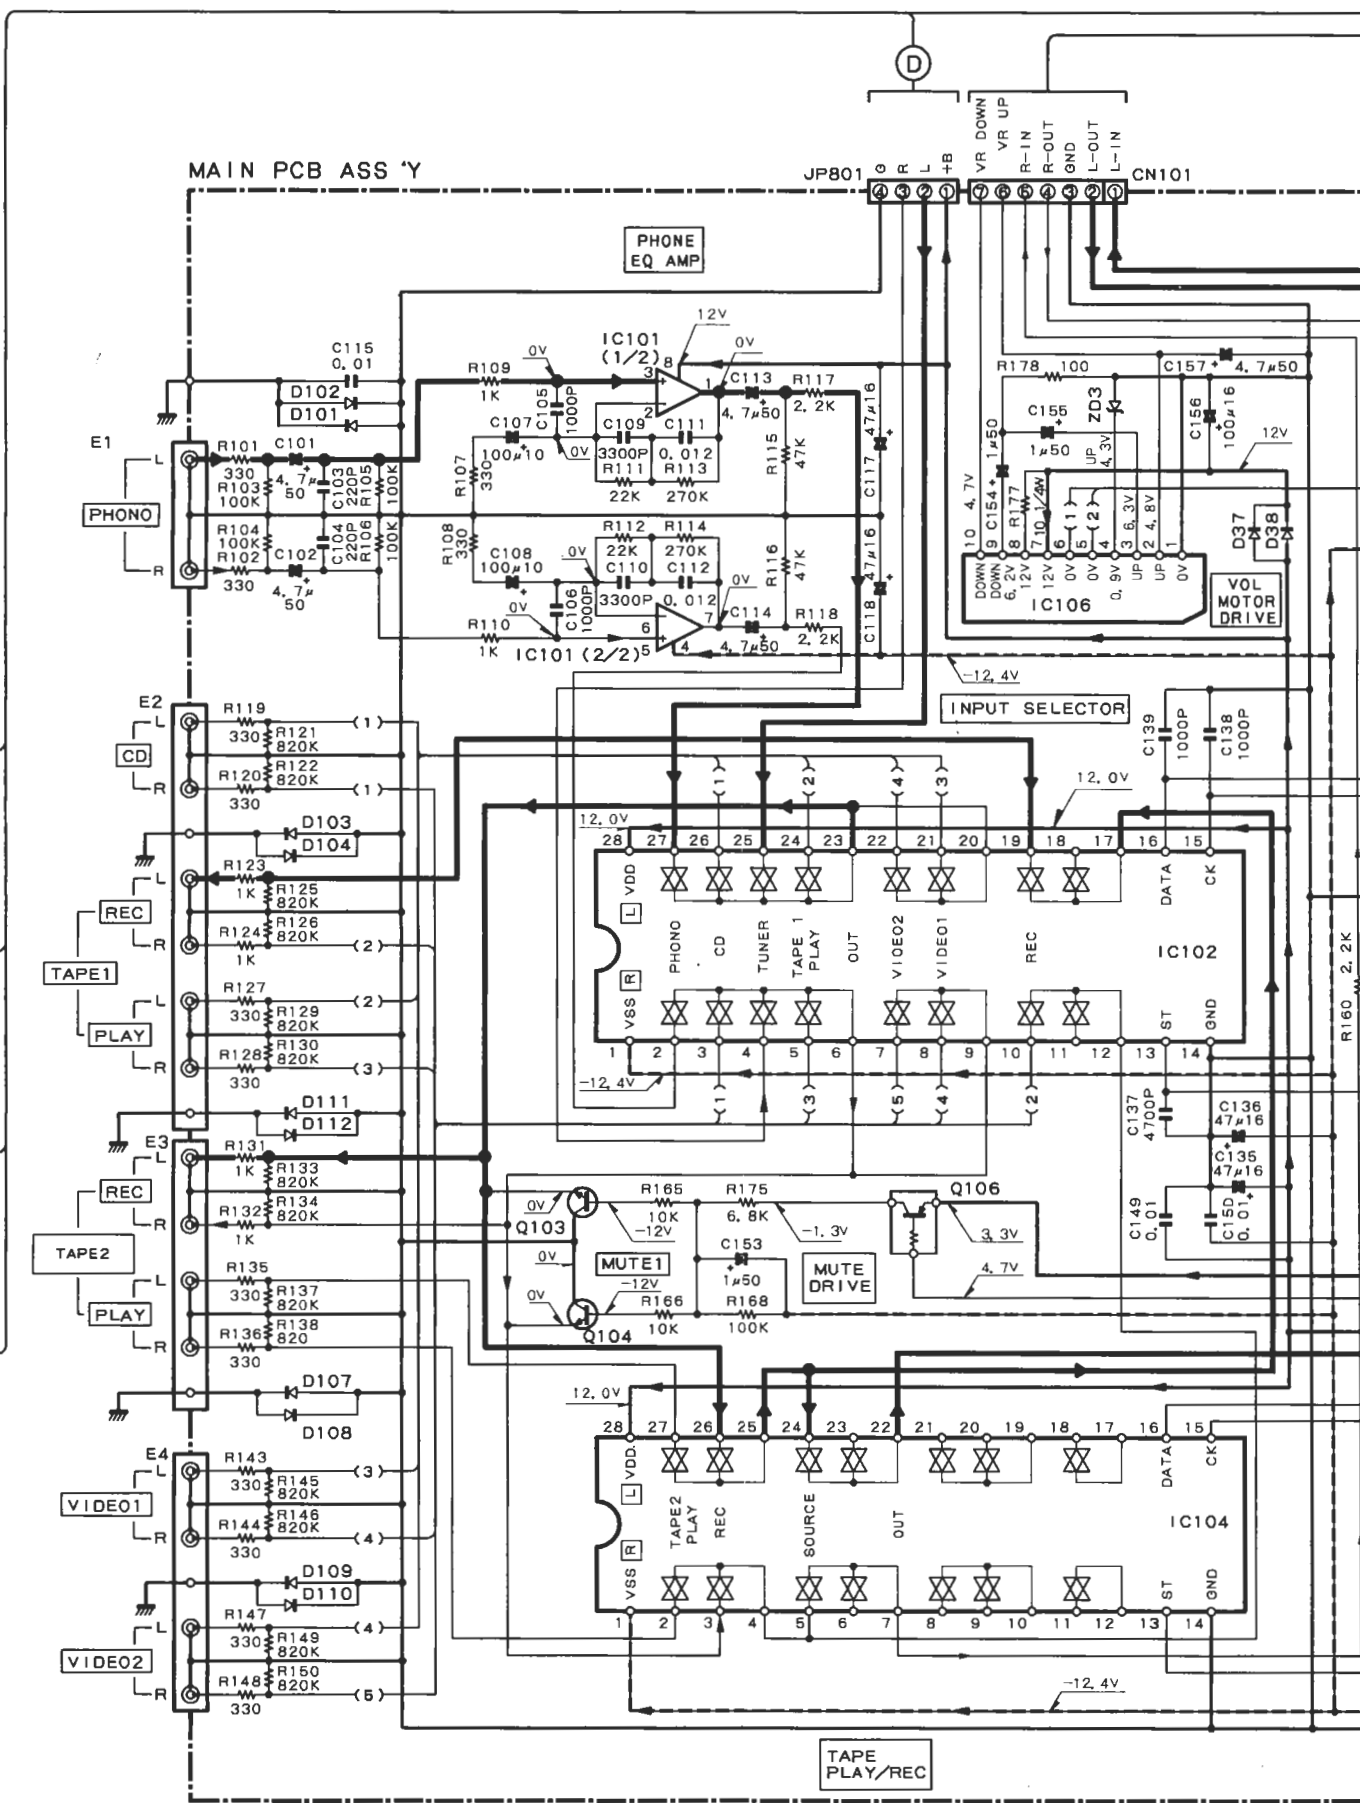 D
VR DOWN
VR UP
R-IN
R-OUT
GND
L-OUT
L-IN
G
R
L
+B
MAIN PCB ASS'Y
JP801
4 3 2 1
7 6 5 4 3 2 1
CN101
PHONE
EQ AMP
C115
0.01
D102
D101
E1
L
R101
330
C101
4.7μ
50
R103
100K
C103
220P
R105
100K
PHONO
R104
100K
R102
330
C102
4.7μ
50
C104
220P
R106
100K
R
R109
1K
0V
IC101
(1/2)
12V
0V
8
3
2
1
C105
1000P
C107
100μ10
0V
C109
3300P
C111
0.012
R111
22K
R113
270K
C113
4.7μ50
R117
2.2K
R115
47K
47μ16
C117
R107
330
R108
330
R112
22K
R114
270K
C108
100μ10
0V
C110
3300P
C112
0.012
C106
1000P
0V
R110
1K
IC101 (2/2)
6
5
7
4
0V
C114
4.7μ50
R116
47K
R118
2.2K
47μ16
C118
R178 100
ZD3
C157 4.7μ50
C155
1μ50
C156
100μ16
12V
4.7V
C154
1μ50
R177
10 1/4W
UP
4.3V
0V (1)
0V (2)
0.9V
6.3V
4.8V
10 9 8 7 6 5 4 3 2 1
DOWN
DOWN
6.2V
12V
12V
UP
UP
0V
IC106
D37
D38
VOL
MOTOR
DRIVE
-12.4V
INPUT SELECTOR
C139
1000P
C138
1000P
12.0V
E2
L
R119
330
(1)
R121
820K
CD
R122
820K
R120
330
(1)
R
D103
D104
R123
1K
L
R125
820K
REC
R126
820K
R124
1K
R
(2)
TAPE1
R127
330
L
(2)
R129
820K
PLAY
R130
820K
R128
330
R
(3)
D111
D112
(1) (2) (4) (3)
12.0V
28 27 26 25 24 23 22 21 20 19 18 17 16 15
VDD
L
DATA
CK
PHONO
CD
TUNER
TAPE 1
PLAY
OUT
VIDEO2
VIDEO1
REC
IC102
R
VSS
ST
GND
1 2 3 4 5 6 7 8 9 10 11 12 13 14
-12.4V
(1) (3) (5) (4) (2)
R160 2.2K
C137
4700P
C136
47μ16
C135
47μ16
C149
0.01
C150
0.01
E3
L
R131
1K
R133
820K
REC
R134
820K
R132
1K
R
TAPE2
R135
330
L
R137
820K
PLAY
R138
820
R136
330
R
D107
D108
0V
Q103
0V
0V
Q104
-12V
-12V
MUTE1
R165
10K
R175
6.8K
-1.3V
C153
1μ50
R166
10K
R168
100K
Q106
3.3V
4.7V
MUTE
DRIVE
12.0V
28 27 26 25 24 23 22 21 20 19 18 17 16 15
VDD
L
DATA
CK
TAPE2
PLAY
REC
SOURCE
OUT
IC104
R
VSS
ST
GND
1 2 3 4 5 6 7 8 9 10 11 12 13 14
-12.4V
E4
L
R143
330
(3)
R145
820K
VIDEO1
R146
820K
R144
330
R
(4)
D109
D110
R147
330
L
(4)
R149
820K
VIDEO2
R150
820K
R148
330
R
(5)
TAPE
PLAY/REC